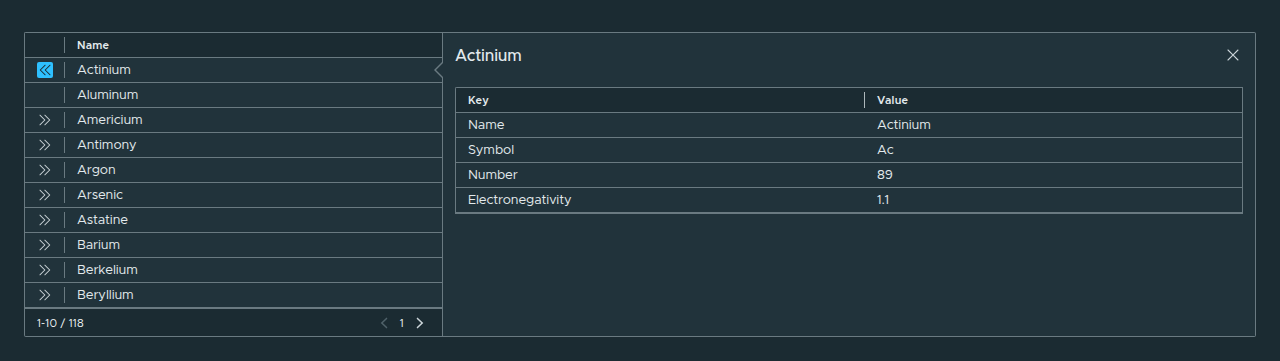 Name
Actinium
Aluminum
Americium
Antimony
Argon
Arsenic
Astatine
Barium
Berkelium
Beryllium
1-10 / 118
1
Actinium
Key Value
Name Actinium
Symbol Ac
Number 89
Electronegativity 1.1